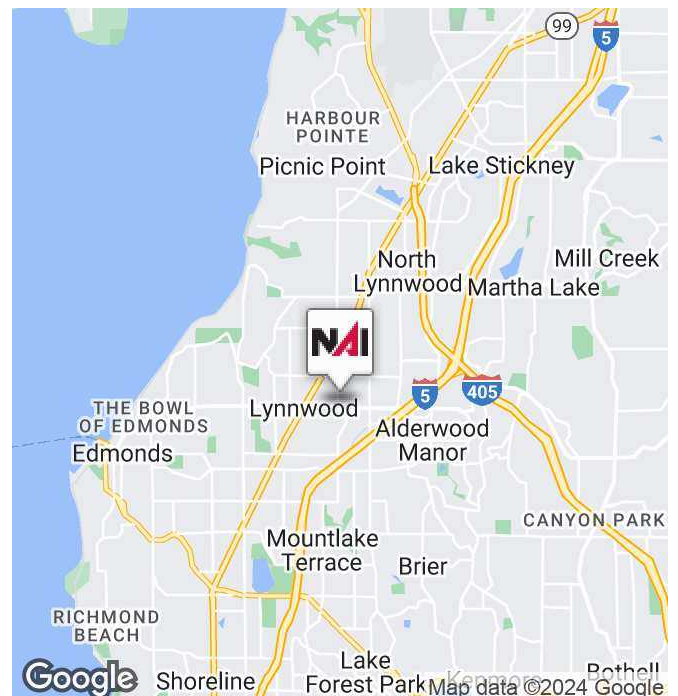 99
5
HARBOUR
POINTE
Picnic Point
Lake Stickney
North
Lynnwood
Mill Creek
Martha Lake
NAI
5
405
Lynnwood
THE BOWL
OF EDMONDS
Edmonds
Alderwood
Manor
CANYON PARK
Mountlake
Terrace
Brier
RICHMOND
BEACH
Lake
Forest Park
Kenmore
Bothell
Shoreline
Google
Map data ©2024 Google